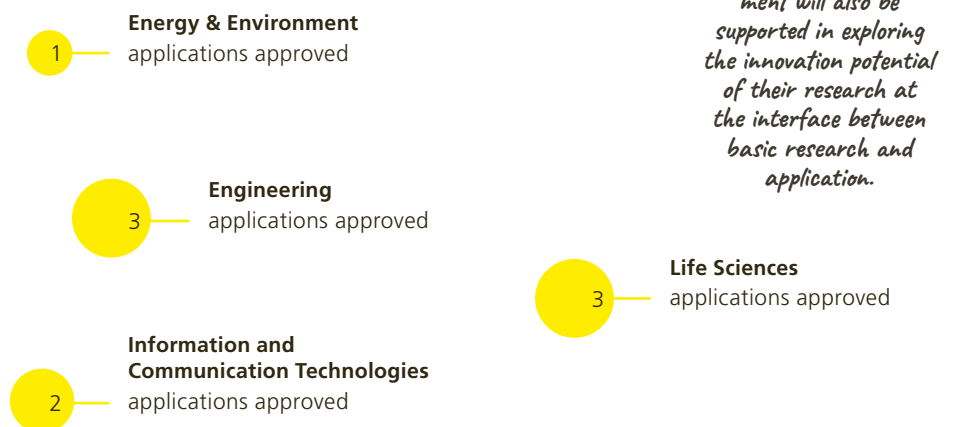 Energy & Environment
1
applications approved
Engineering
3
applications approved
Information and
Communication Technologies
2
applications approved
ment will also be
supported in exploring
the innovation potential
of their research at
the interface between
basic research and
application.
Life Sciences
3
applications approved